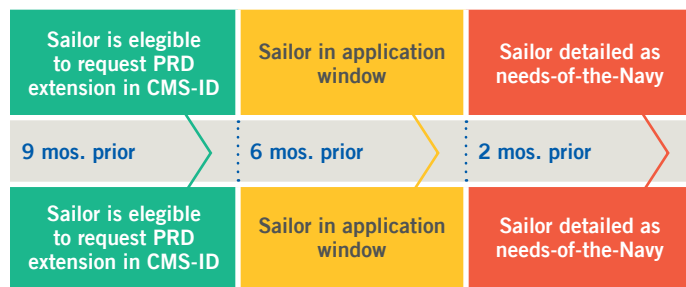 Sailor is elegible
to request PRD
extension in CMS-ID
Sailor in application
window
Sailor detailed as
needs-of-the-Navy
9 mos. prior
6 mos. prior
2 mos. prior
Sailor is elegible
to request PRD
extension in CMS-ID
Sailor in application
window
Sailor detailed as
needs-of-the-Navy